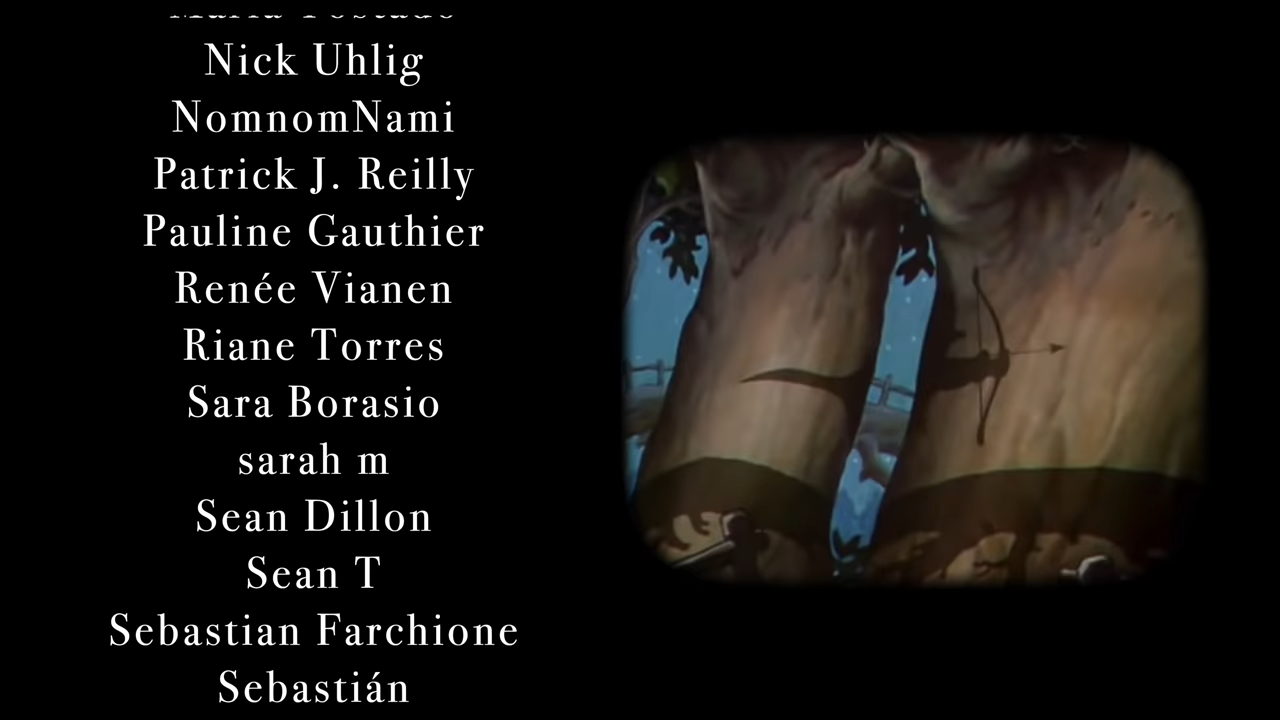 Nick Uhlig
NomnomNami
Patrick J. Reilly
Pauline Gauthier
Renée Vianen
Riane Torres
Sara Borasio
sarah m
Sean Dillon
Sean T
Sebastian Farchione
Sebastián